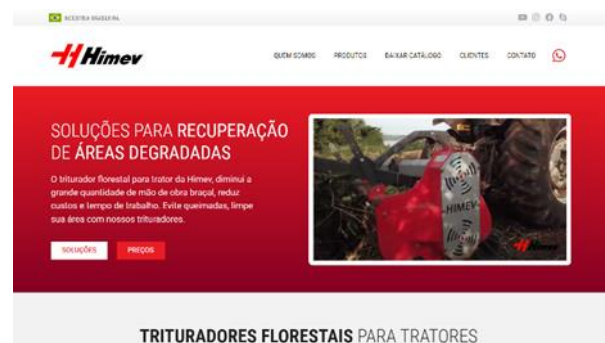 Himev
QUEM SOMOS PRODUTOS BAIXAR CATÁLOGO CLIENTES CONTATO
SOLUÇÕES PARA RECUPERAÇÃO
DE ÁREAS DEGRADADAS
O triturador florestal para trator da Himev, diminui a
grande quantidade de mão de obra braçal, reduz
custos e tempo de trabalho. Evite queimadas, limpe
sua área com nossos trituradores.
SOLUÇÕES PREÇOS
HIMEV
Himev
TRITURADORES FLORESTAIS PARA TRATORES